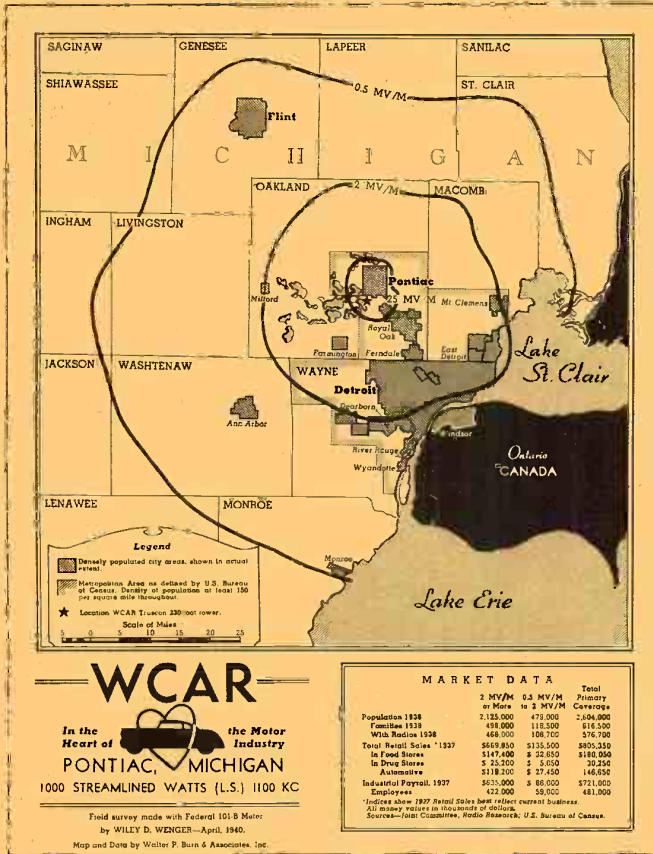 SAGINAW GENESEE LAPEER SANILAC
SHIAWASSEE ST. CLAIR
0.5 MV/M
Flint
MICHIGAN
OAKLAND 2 MV/M MACOMB
INGHAM LIVINGSTON
Pontiac
Milford 25 MV M Mt Clemens
Royal Oak
Farmington Ferndale East Detroit
Lake St. Clair
JACKSON WASHTENAW WAYNE
Detroit
Dearborn
Ann Arbor Windsor
River Rouge
Wyandotte
Ontario
CANADA
LENAWEE MONROE
Monroe
Lake Erie
Legend
Densely populated city areas, shown in actual
extent.
Metropolitan Area as defined by U.S. Bureau
of Census. Density of population at least 150
per square mile throughout.
Location WCAR Truscon 230 foot tower.
Scale of Miles
5 0 5 10 15 20 25
WCAR
In the the Motor
Heart of Industry
PONTIAC, MICHIGAN
1000 STREAMLINED WATTS (L.S.) 1100 KC
Field survey made with Federal 101-B Meter
by WILEY D. WENGER—April, 1940.
Map and Data by Walter P. Burn & Associates, Inc.
MARKET DATA
2 MV/M or More 0.5 MV/M to 2 MV/M Total Primary Coverage
Population 1938 2,125,000 479,000 2,604,000
Families 1938 498,000 118,500 616,500
With Radios 1938 468,000 108,700 576,700
Total Retail Sales *1937 $669,850 $135,500 $805,350
In Food Stores $147,400 $ 32,650 $180,050
In Drug Stores $ 25,200 $ 5,050 30,250
Automotive $119,200 $ 27,450 146,650
Industrial Payroll, 1937 $635,000 $ 86,000 $721,000
Employees 422,000 59,000 481,000
*Indices show 1937 Retail Sales best reflect current business.
All money values in thousands of dollars.
Sources—Joint Committee, Radio Research; U.S. Bureau of Census.